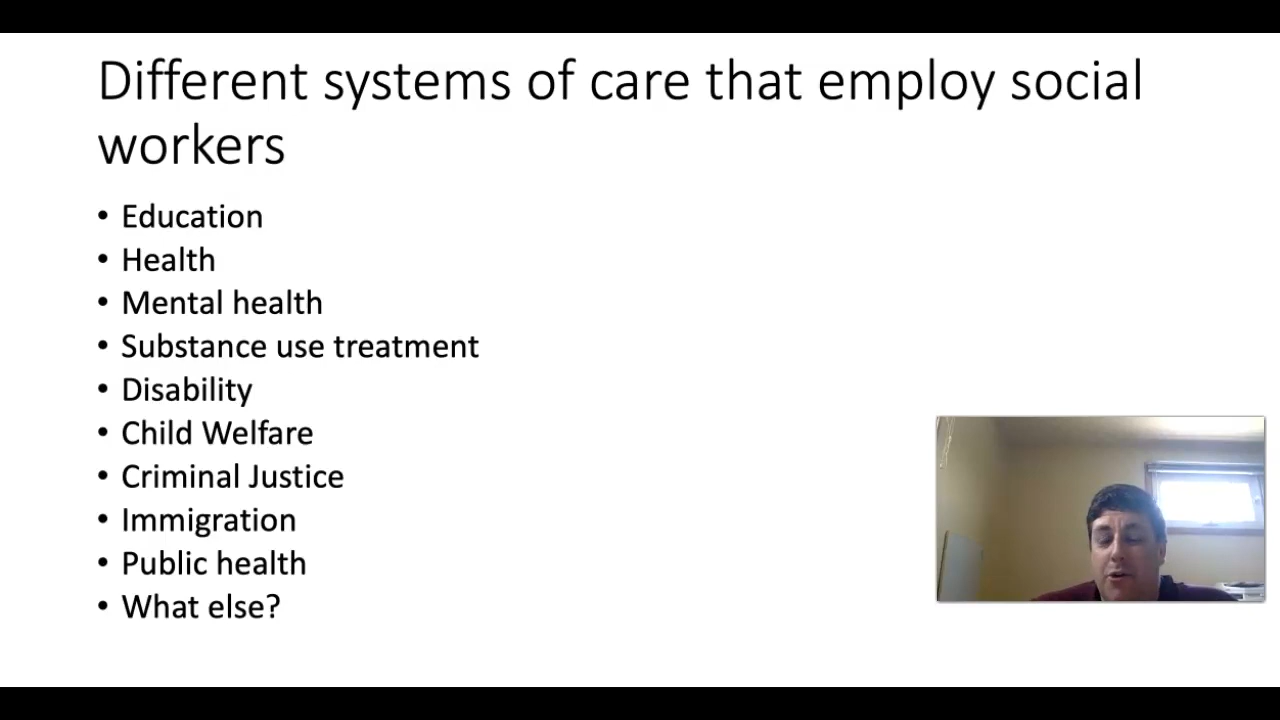 Different systems of care that employ social
workers
• Education
• Health
• Mental health
• Substance use treatment
• Disability
• Child Welfare
• Criminal Justice
• Immigration
• Public health
• What else?